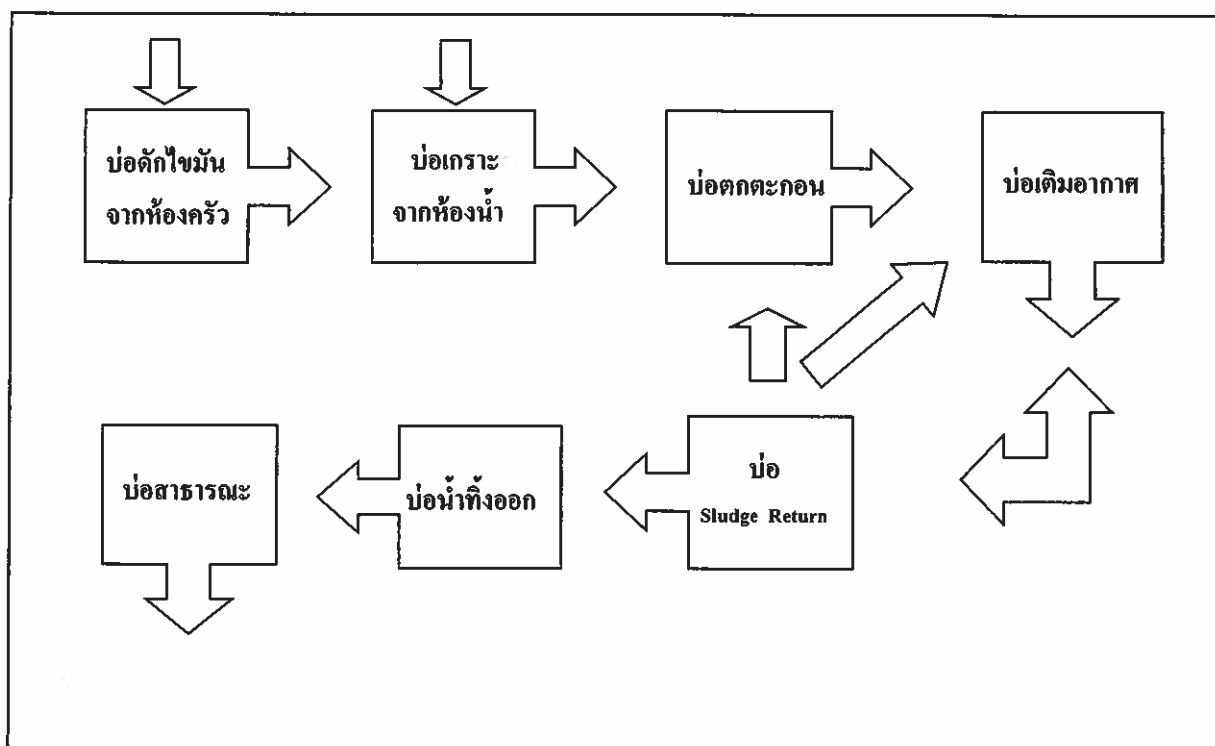 บ่อดักไขมัน
จากห้องครัว
บ่อเกราะ
จากห้องน้ำ
บ่อตกตะกอน
บ่อเติมอากาศ
บ่อสาธารณะ
บ่อน้ำทิ้งออก
บ่อ
Sludge Return